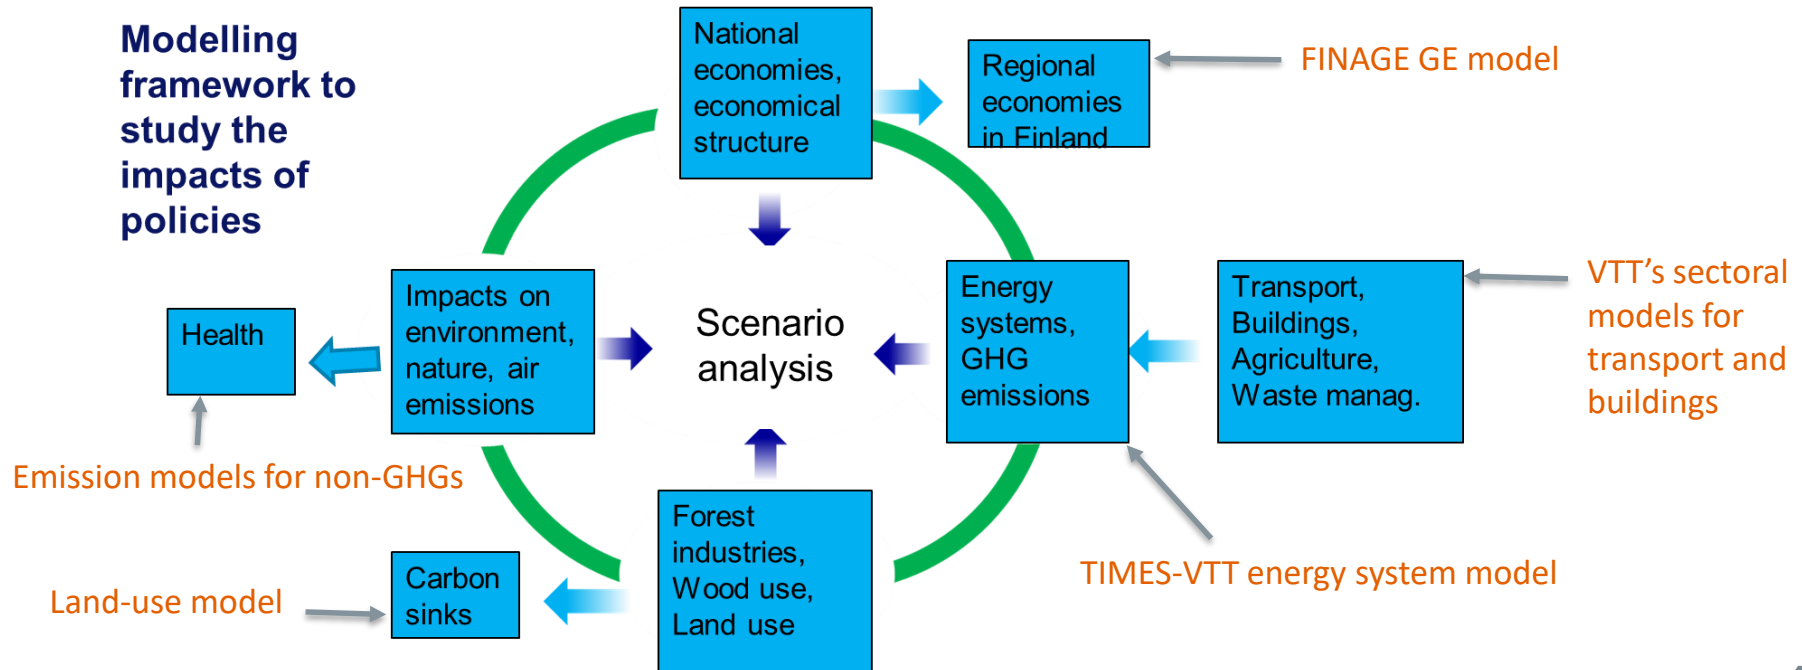 Modelling
framework to
study the
impacts of
policies
National
economies,
economical
structure
Regional
economies
in Finland
FINAGE GE model
Impacts on
environment,
nature, air
emissions
Health
Emission models for non-GHGs
Scenario
analysis
Energy
systems,
GHG
emissions
Transport,
Buildings,
Agriculture,
Waste manag.
VTT’s sectoral
models for
transport and
buildings
TIMES-VTT energy system model
Forest
industries,
Wood use,
Land use
Carbon
sinks
Land-use model